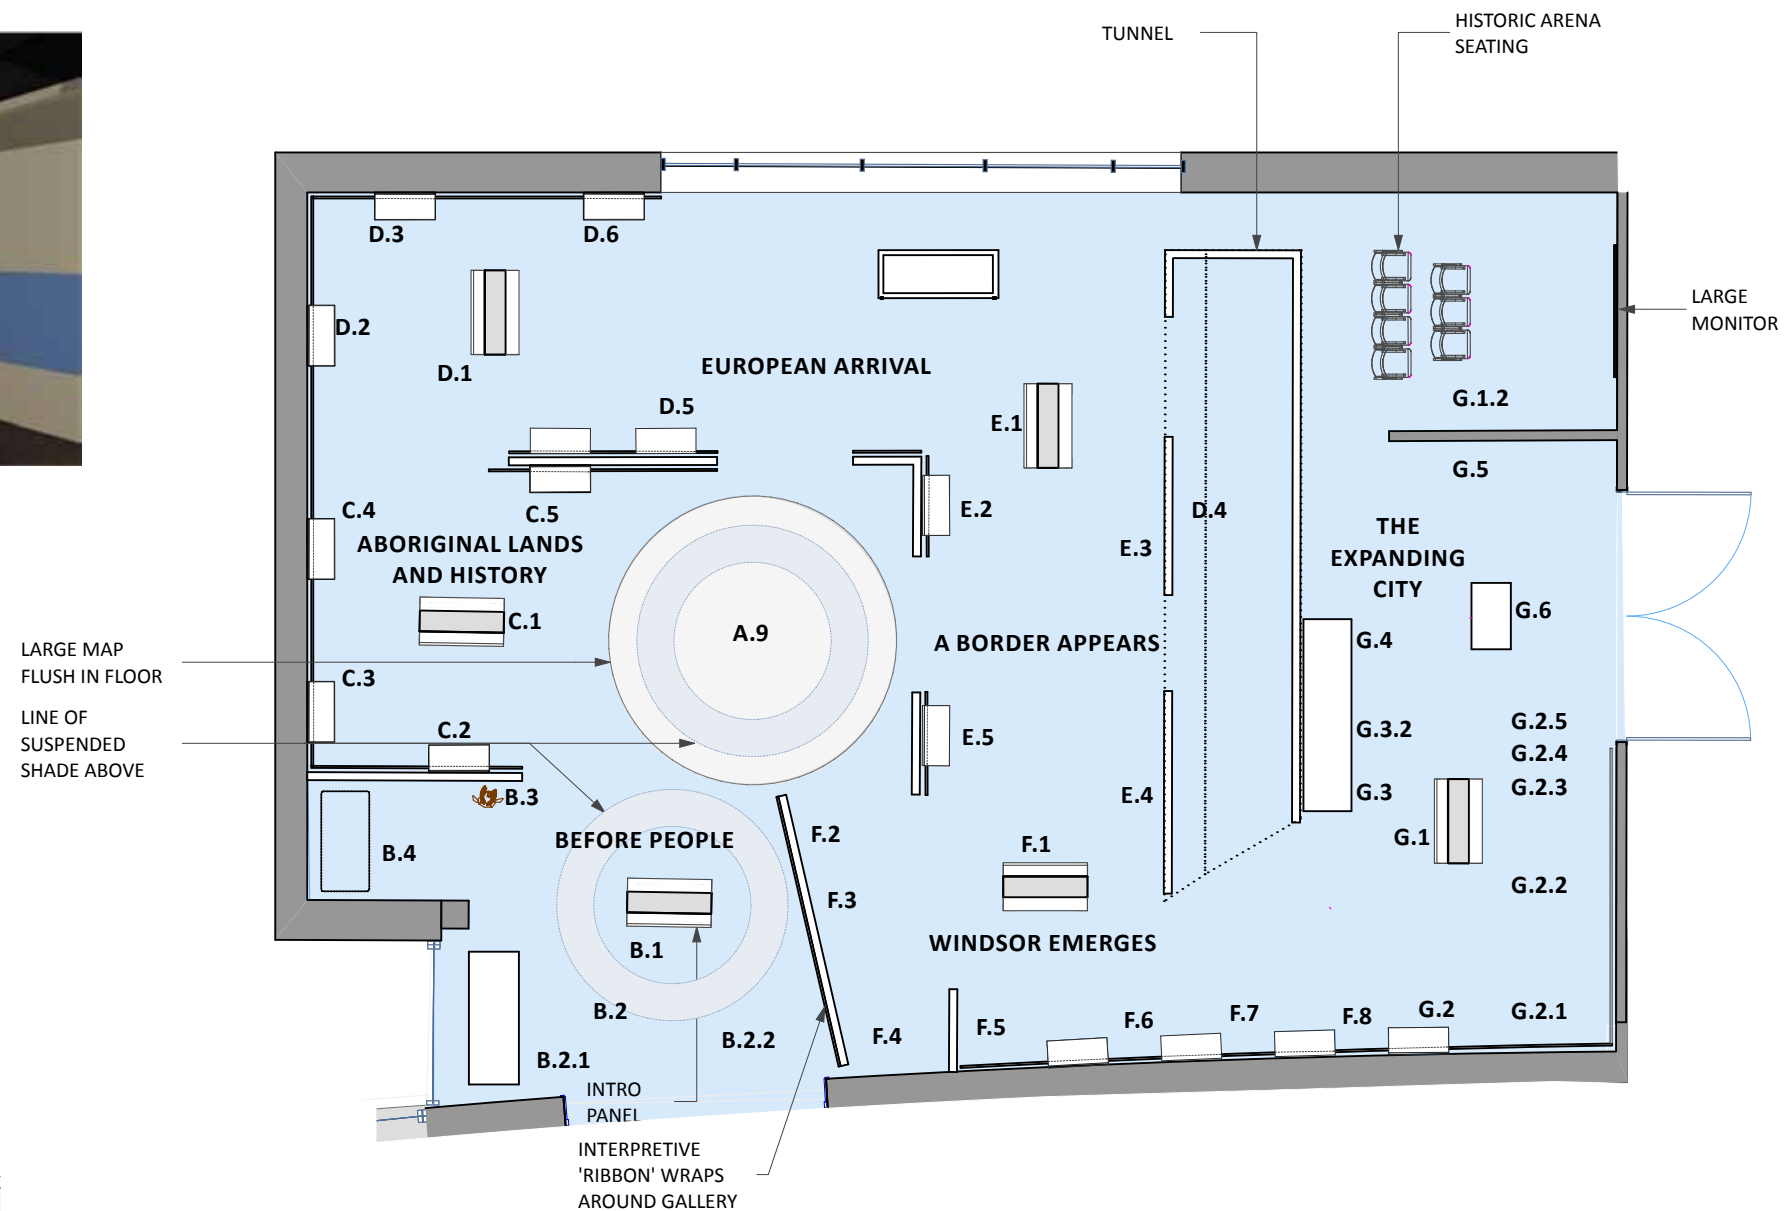 TUNNEL
HISTORIC ARENA
SEATING
D.3
D.6
LARGE
MONITOR
D.2
D.1
EUROPEAN ARRIVAL
G.1.2
D.5
E.1
G.5
C.4
C.5
E.2
D.4
THE
EXPANDING
CITY
ABORIGINAL LANDS
AND HISTORY
E.3
C.1
G.6
A.9
A BORDER APPEARS
G.4
LARGE MAP
FLUSH IN FLOOR
C.3
LINE OF
SUSPENDED
SHADE ABOVE
C.2
E.5
G.3.2
G.2.5
G.2.4
G.2.3
B.3
E.4
G.3
BEFORE PEOPLE
F.2
F.1
G.1
B.4
G.2.2
F.3
B.1
WINDSOR EMERGES
B.2
B.2.2
F.4
F.5
F.6
F.7
F.8
G.2
G.2.1
B.2.1
INTRO
PANEL
INTERPRETIVE
'RIBBON' WRAPS
AROUND GALLERY